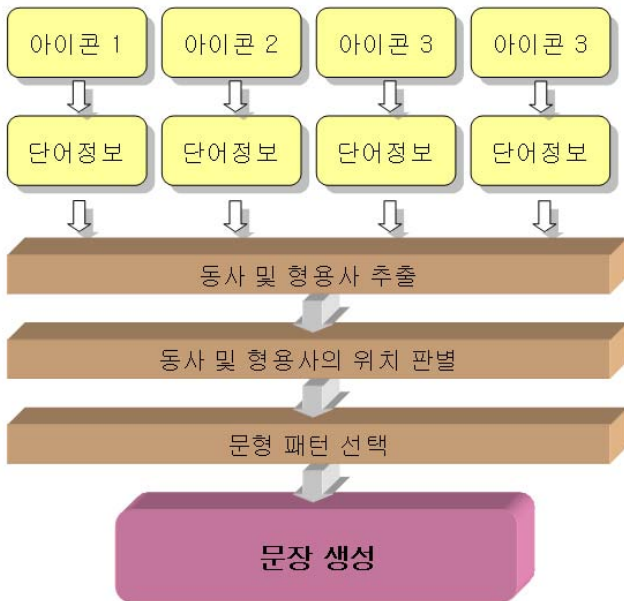 아이콘 1 아이콘 2 아이콘 3 아이콘 3
단어정보 단어정보 단어정보 단어정보
동사 및 형용사 추출
동사 및 형용사의 위치 판별
문형 패턴 선택
문장 생성